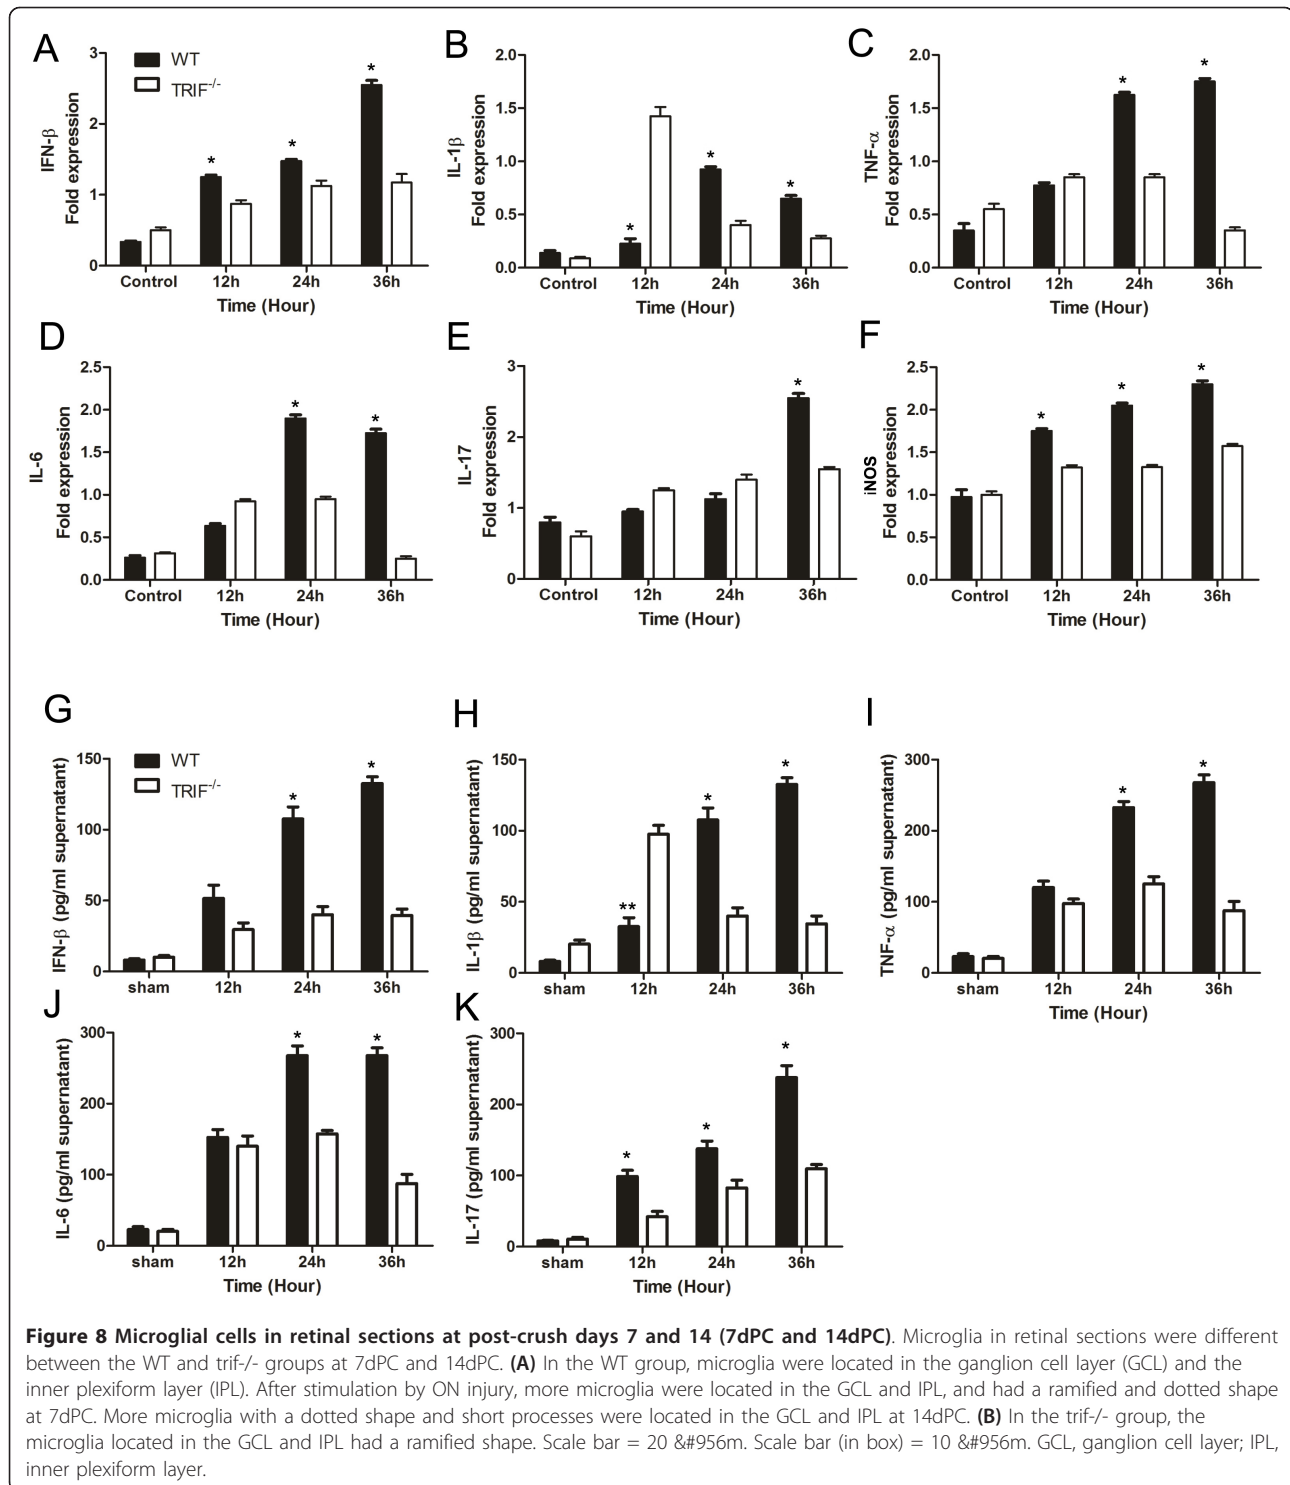 A
WT
TRIF-/-
IFN-β
Fold expression
3
2
1
0
*
*
*
Control 12h 24h 36h
Time (Hour)
B
IL-1β
Fold expression
2.0
1.5
1.0
0.5
0.0
*
*
*
Control 12h 24h 36h
Time (Hour)
C
TNF-α
Fold expression
2.0
1.5
1.0
0.5
0.0
*
*
Control 12h 24h 36h
Time (Hour)
D
IL-6
Fold expression
2.5
2.0
1.5
1.0
0.5
0.0
*
*
Control 12h 24h 36h
Time (Hour)
E
IL-17
Fold expression
3
2
1
0
*
Control 12h 24h 36h
Time (Hour)
F
iNOS
Fold expression
2.5
2.0
1.5
1.0
0.5
0.0
*
*
*
Control 12h 24h 36h
Time (Hour)
G
WT
TRIF-/-
IFN-β (pg/ml supernatant)
150
100
50
0
*
*
sham 12h 24h 36h
H
IL-1β (pg/ml supernatant)
150
100
50
0
**
*
*
sham 12h 24h 36h
I
TNF-α (pg/ml supernatant)
300
200
100
0
*
*
sham 12h 24h 36h
Time (Hour)
J
IL-6 (pg/ml supernatant)
300
200
100
0
*
*
sham 12h 24h 36h
Time (Hour)
K
IL-17 (pg/ml supernatant)
300
200
100
0
*
*
*
sham 12h 24h 36h
Time (Hour)
Figure 8 Microglial cells in retinal sections at post-crush days 7 and 14 (7dPC and 14dPC). Microglia in retinal sections were different
between the WT and trif-/- groups at 7dPC and 14dPC. (A) In the WT group, microglia were located in the ganglion cell layer (GCL) and the
inner plexiform layer (IPL). After stimulation by ON injury, more microglia were located in the GCL and IPL, and had a ramified and dotted shape
at 7dPC. More microglia with a dotted shape and short processes were located in the GCL and IPL at 14dPC. (B) In the trif-/- group, the
microglia located in the GCL and IPL had a ramified shape. Scale bar = 20 &#956m. Scale bar (in box) = 10 &#956m. GCL, ganglion cell layer; IPL,
inner plexiform layer.